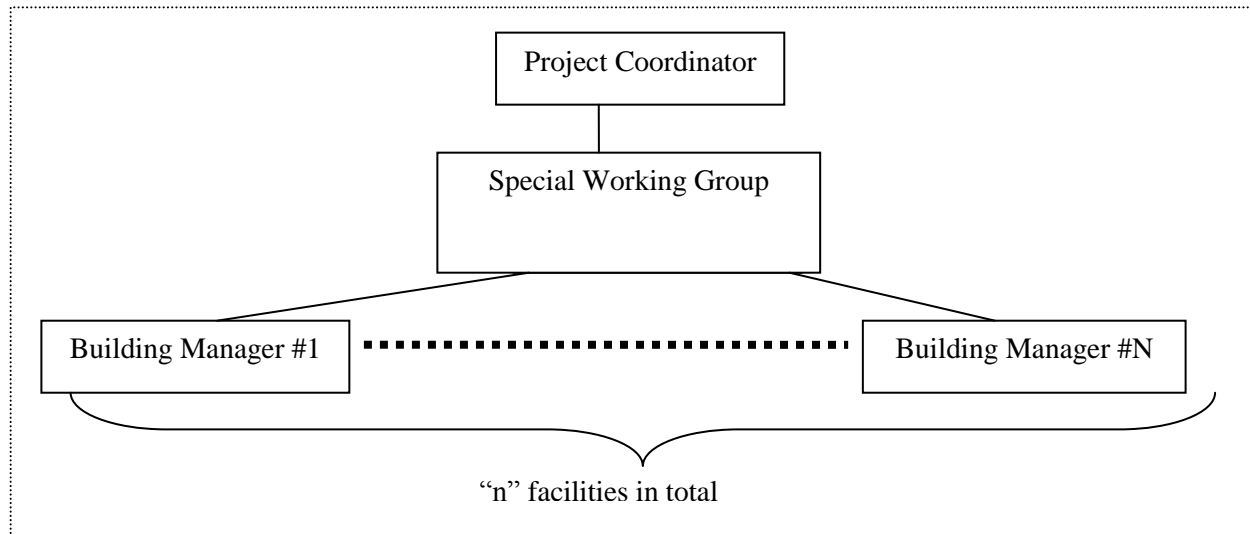 Project Coordinator
Special Working Group
Building Manager #1
Building Manager #N
“n” facilities in total